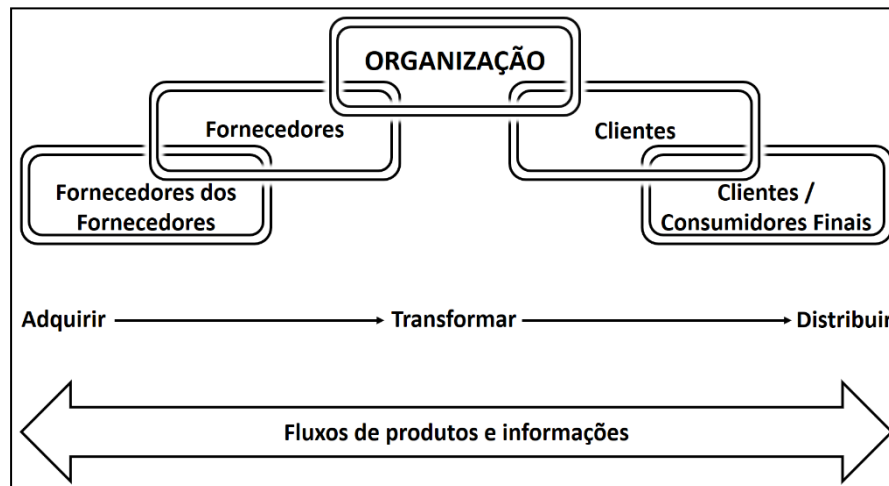 ORGANIZAÇÃO
Fornecedores
Clientes
Fornecedores dos
Fornecedores
Clientes /
Consumidores Finais
Adquirir
Transformar
Distribuir
Fluxos de produtos e informações